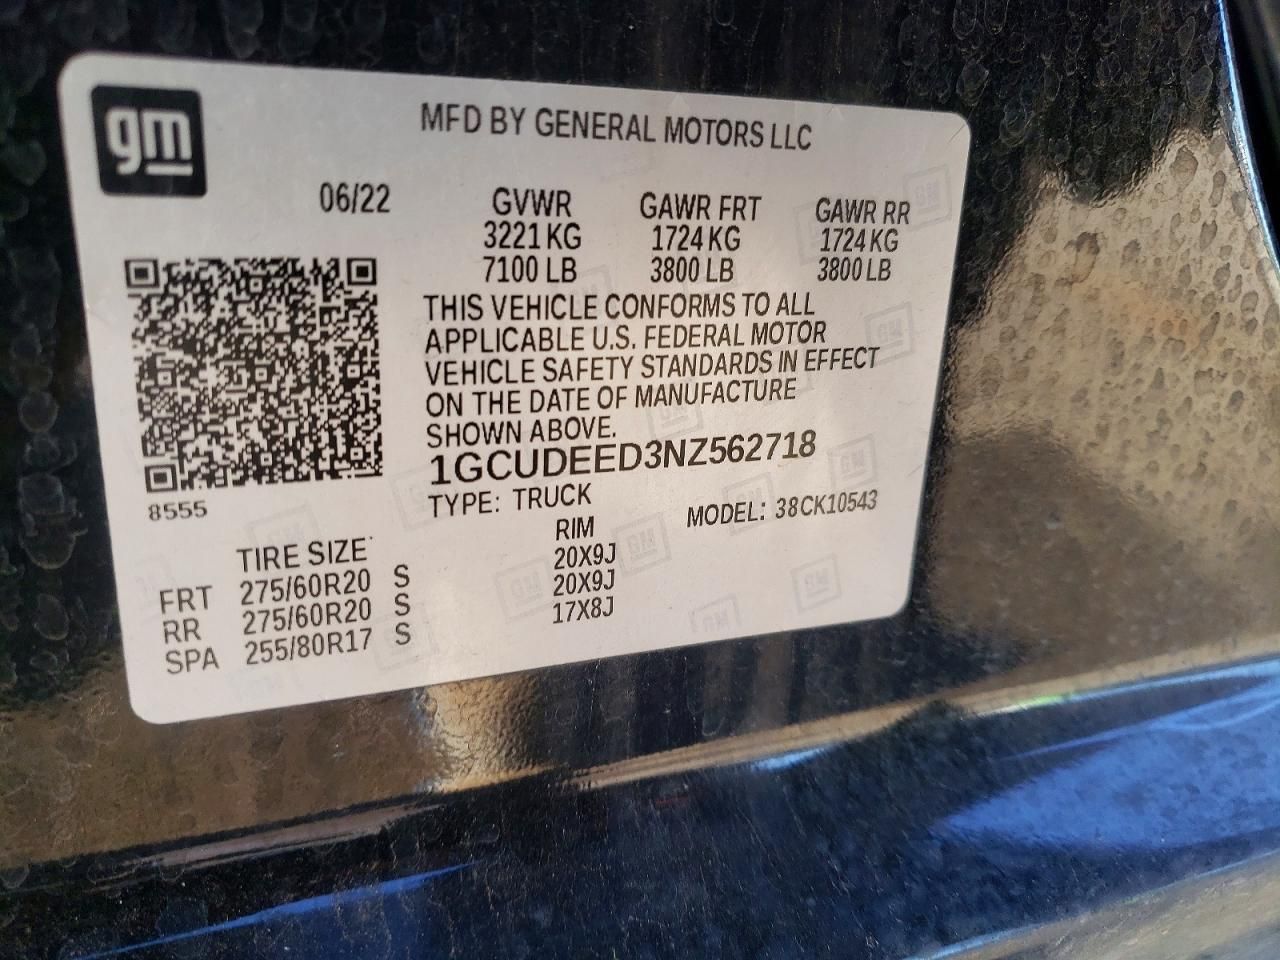 gm
MFD BY GENERAL MOTORS LLC
06/22 GVWR GAWR FRT GAWR RR
3221 KG 1724 KG 1724 KG
7100 LB 3800 LB 3800 LB
THIS VEHICLE CONFORMS TO ALL
APPLICABLE U.S. FEDERAL MOTOR
VEHICLE SAFETY STANDARDS IN EFFECT
ON THE DATE OF MANUFACTURE
SHOWN ABOVE.
1GCUDEED3NZ562718
8555
TYPE: TRUCK MODEL: 38CK10543
TIRE SIZE RIM
FRT 275/60R20 S 20X9J
RR 275/60R20 S 20X9J
SPA 255/80R17 S 17X8J